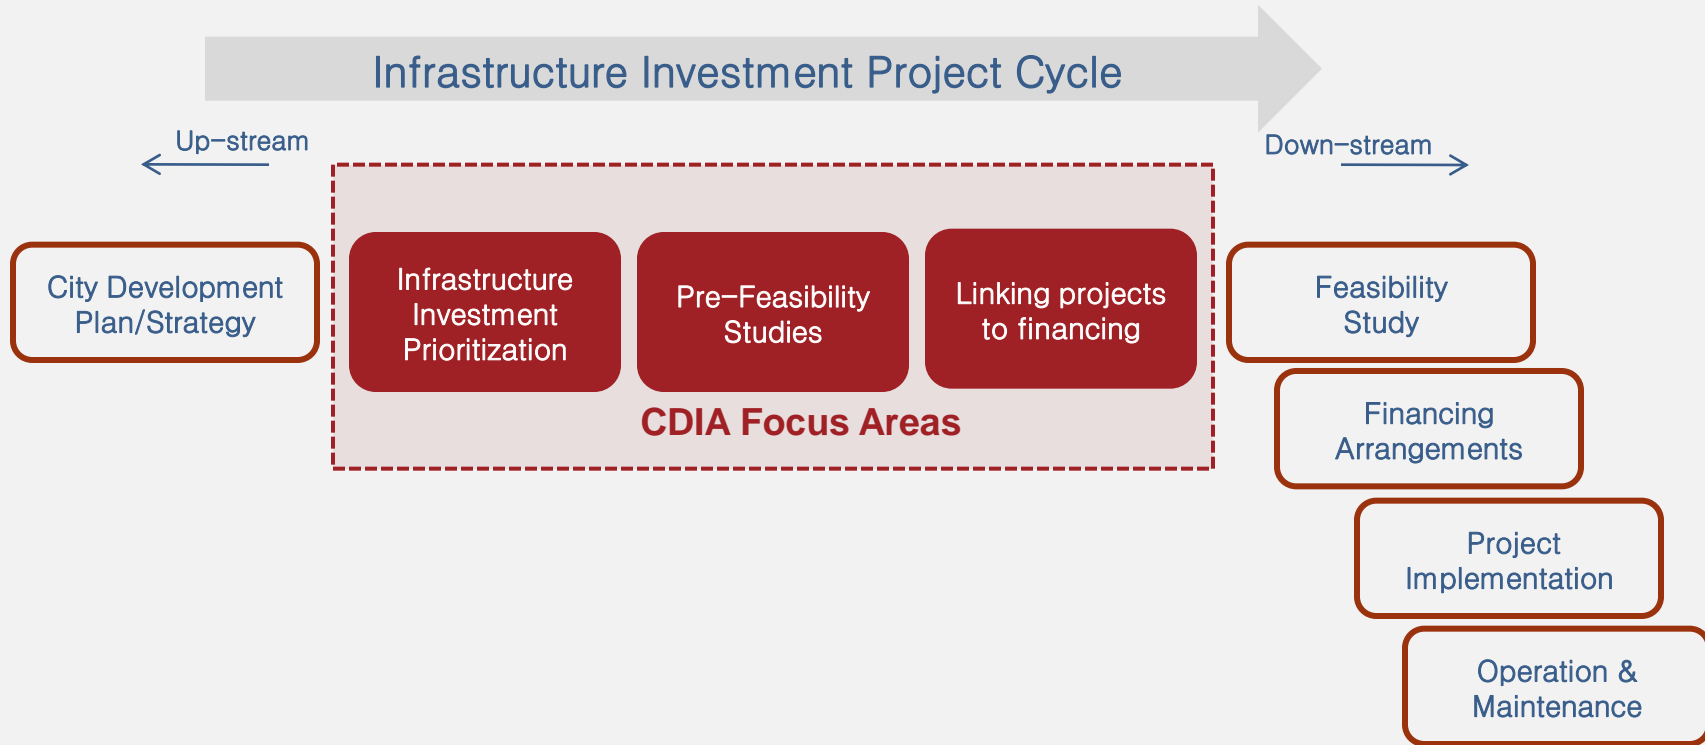 Infrastructure Investment Project Cycle
Up-stream
Down-stream
City Development
Plan/Strategy
Infrastructure
Investment
Prioritization
Pre-Feasibility
Studies
Linking projects
to financing
CDIA Focus Areas
Feasibility
Study
Financing
Arrangements
Project
Implementation
Operation &
Maintenance